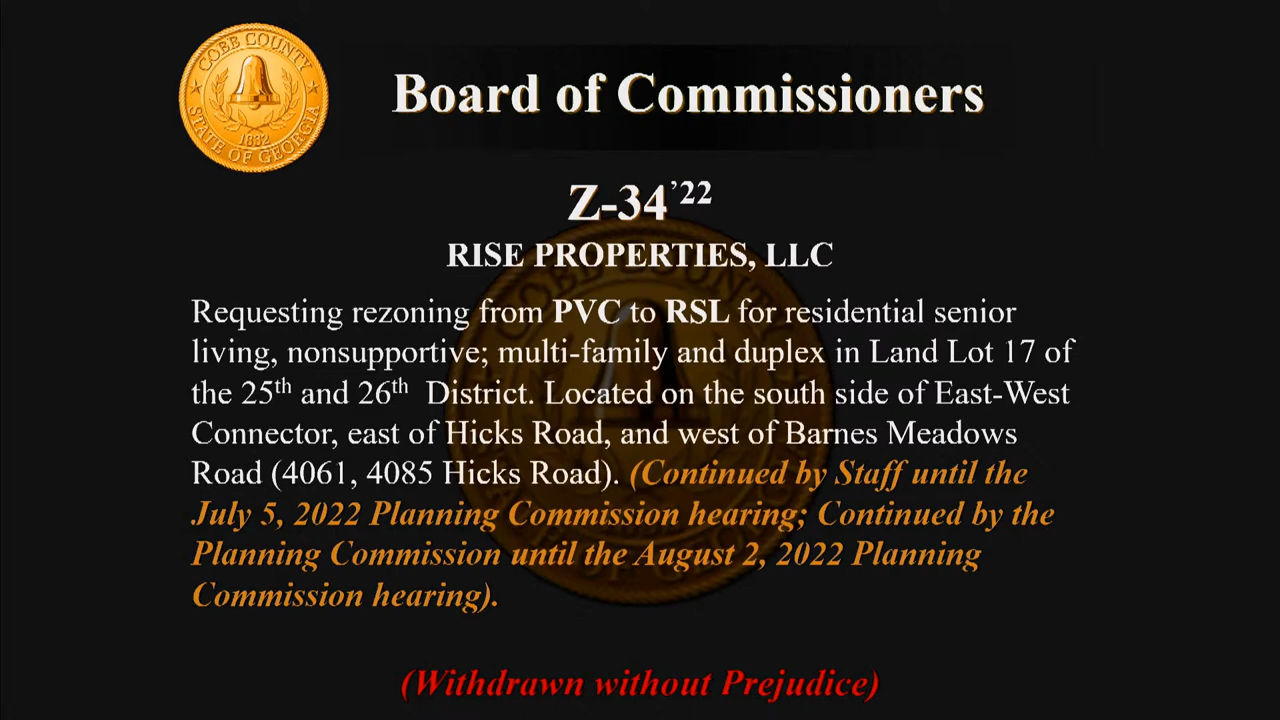 COBB COUNTY
1832
STATE OF GEORGIA
Board of Commissioners
Z-34’22
RISE PROPERTIES, LLC
Requesting rezoning from PVC to RSL for residential senior
living, nonsupportive; multi-family and duplex in Land Lot 17 of
the 25th and 26th District. Located on the south side of East-West
Connector, east of Hicks Road, and west of Barnes Meadows
Road (4061, 4085 Hicks Road). (Continued by Staff until the
July 5, 2022 Planning Commission hearing; Continued by the
Planning Commission until the August 2, 2022 Planning
Commission hearing).
(Withdrawn without Prejudice)